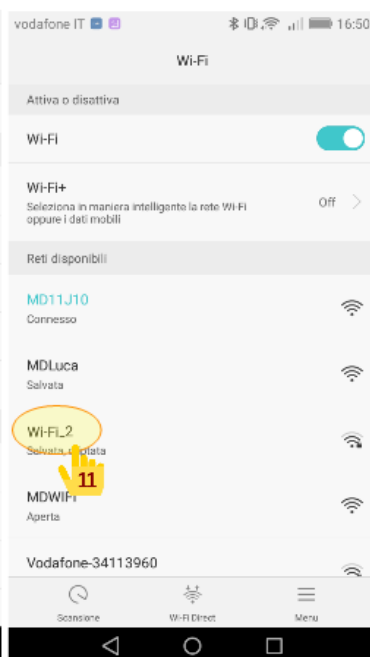 vodafone IT 16:50
Wi-Fi
Attiva o disattiva
Wi-Fi
Wi-Fi+
Seleziona in maniera intelligente la rete Wi-Fi
oppure i dati mobili
Off
Reti disponibili
MD11J10
Connesso
MDLuca
Salvata
Wi-Fi_2
Salvata,
11
MDWIFI
Aperta
Vodafone-34113960
Scansione Wi-Fi Direct Menu